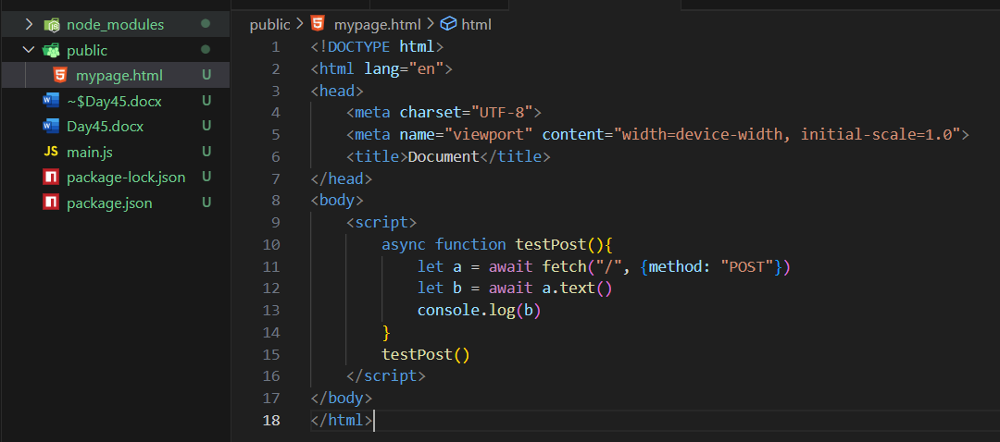 node_modules
public
mypage.html U
~$Day45.docx U
Day45.docx U
JS main.js U
package-lock.json U
package.json U
public > mypage.html > html
1 <!DOCTYPE html>
2 <html lang="en">
3 <head>
4     <meta charset="UTF-8">
5     <meta name="viewport" content="width=device-width, initial-scale=1.0">
6     <title>Document</title>
7 </head>
8 <body>
9     <script>
10         async function testPost(){
11             let a = await fetch("/", {method: "POST"})
12             let b = await a.text()
13             console.log(b)
14         }
15         testPost()
16     </script>
17 </body>
18 </html>